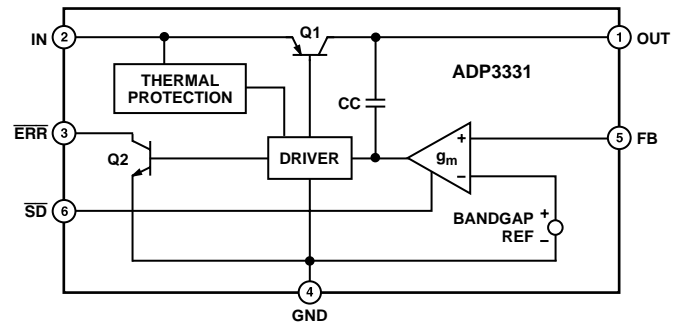 Q1
IN 2
1 OUT
THERMAL
PROTECTION
ADP3331
CC
ERR 3
5 FB
Q2
DRIVER
gm
+
−
SD 6
BANDGAP
REF
+
−
4
GND